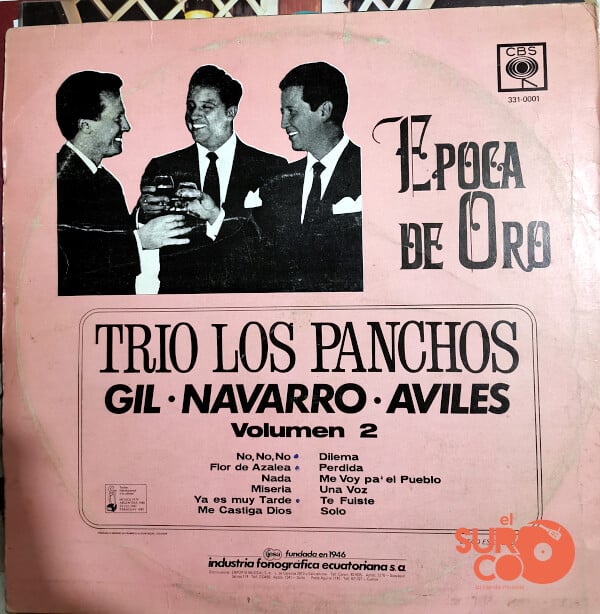 CBS
331-0001
EPOCA
DE ORO
TRIO LOS PANCHOS
GIL · NAVARRO · AVILES
Volumen 2
No, No, No • Dilema
Flor de Azalea • Perdida
Nada Me Voy pa' el Pueblo
Miseria Una Voz
Ya es muy Tarde • Te Fuiste
Me Castiga Dios Solo
ifesa fundada en 1946
industria fonografica ecuatoriana s.a.
el
SURCO